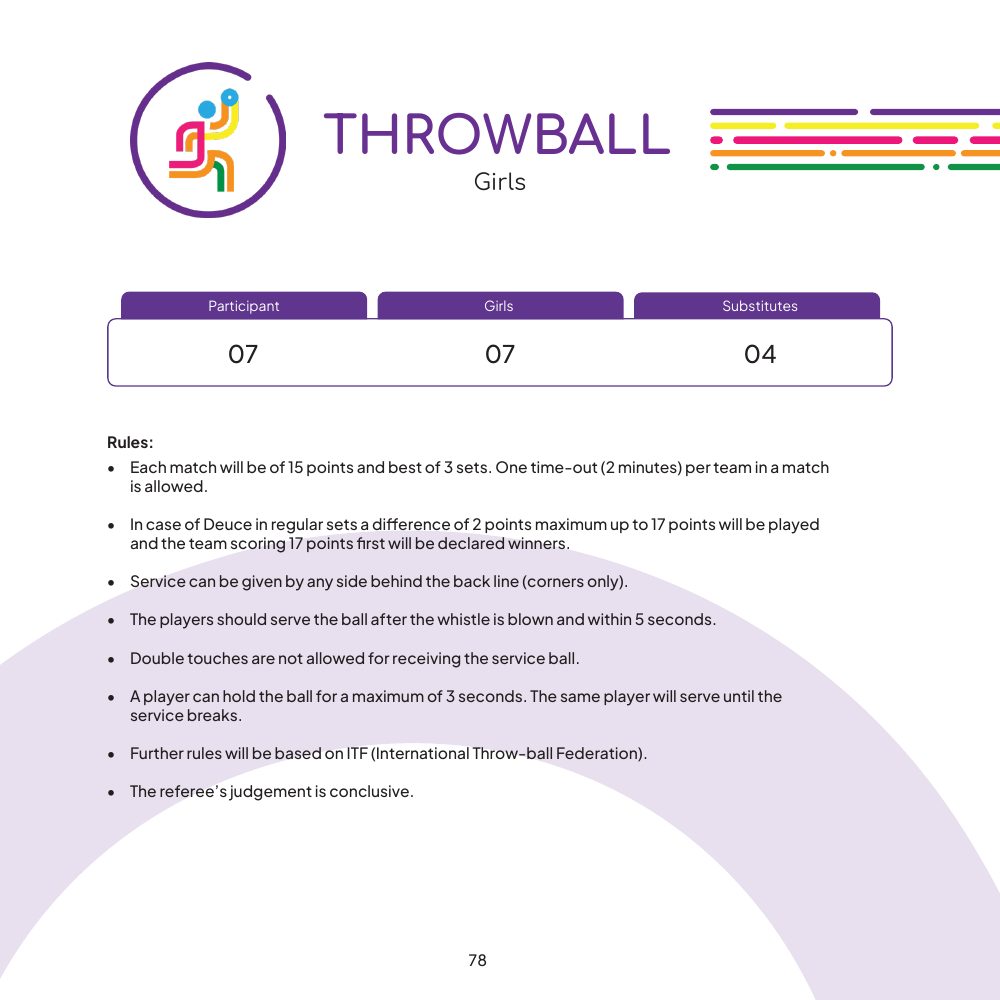 THROWBALL
Girls
Participant
Girls
Substitutes
07
07
04
Rules:
• Each match will be of 15 points and best of 3 sets. One time-out (2 minutes) per team in a match
is allowed.
• In case of Deuce in regular sets a difference of 2 points maximum up to 17 points will be played
and the team scoring 17 points first will be declared winners.
• Service can be given by any side behind the back line (corners only).
• The players should serve the ball after the whistle is blown and within 5 seconds.
• Double touches are not allowed for receiving the service ball.
• A player can hold the ball for a maximum of 3 seconds. The same player will serve until the
service breaks.
• Further rules will be based on ITF (International Throw-ball Federation).
• The referee's judgement is conclusive.
78